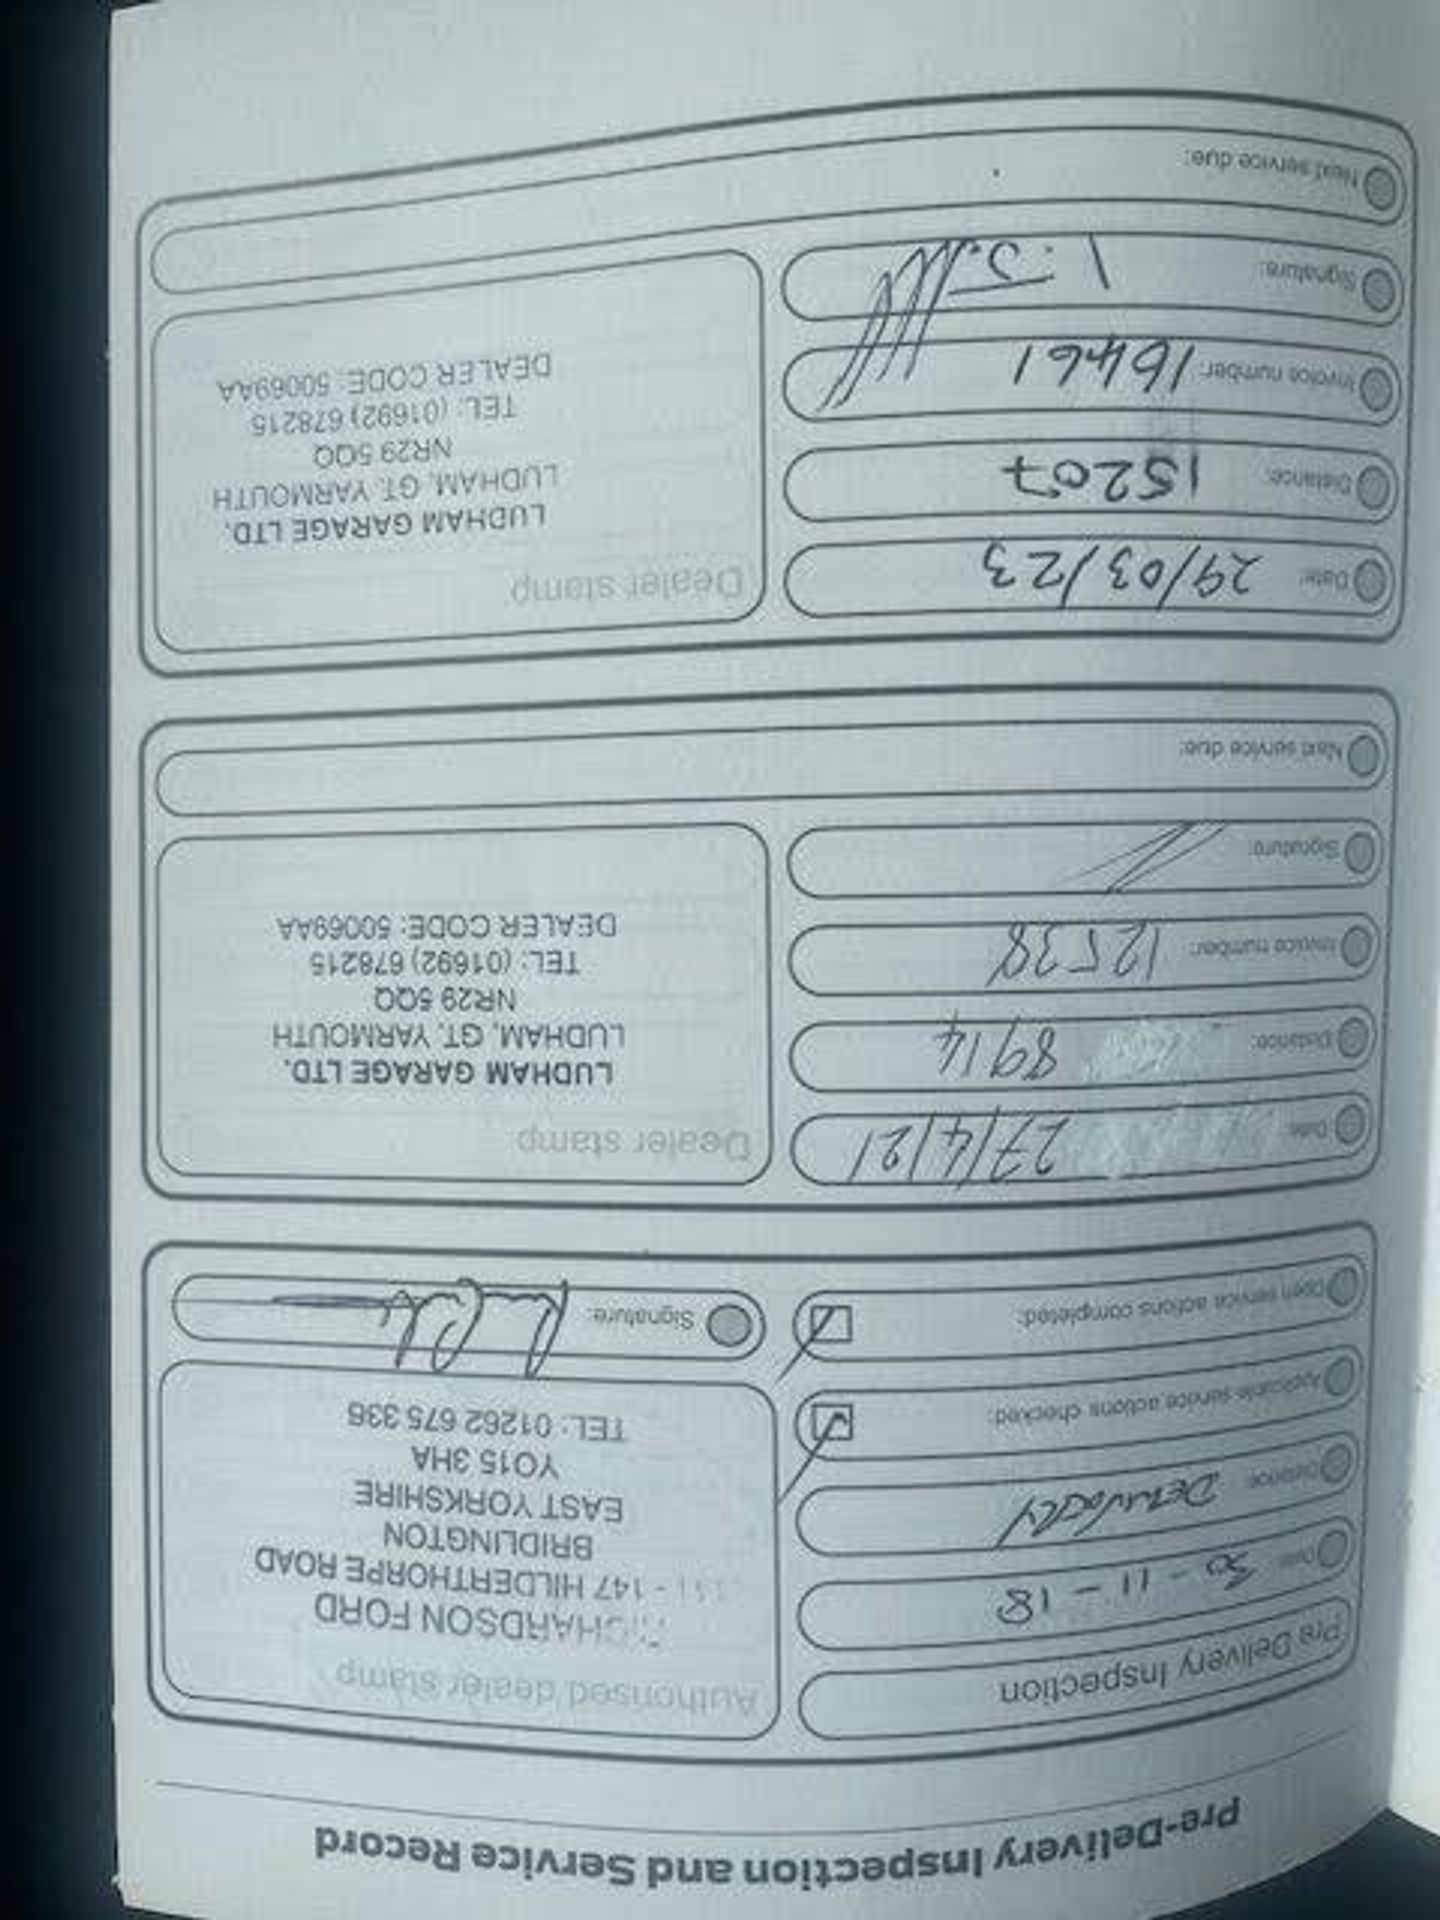 Pre-Delivery Inspection and Service Record
Pre Delivery Inspection
Date: 30-11-18
Distance:
Applicable service actions checked:
Open service actions completed:
Authorised dealer stamp
RICHARDSON FORD
141 - 147 HILDERTHORPE ROAD
BRIDLINGTON
EAST YORKSHIRE
YO15 3HA
TEL: 01262 675 336
Signature:
Date: 27/4/21
Distance: 8914
Invoice number: 12538
Signature:
Dealer stamp
LUDHAM GARAGE LTD.
LUDHAM, GT. YARMOUTH
NR29 5QQ
TEL: (01692) 678215
DEALER CODE: 50069AA
Next service due:
Date: 29/03/23
Distance: 15207
Invoice number: 16461
Signature:
Dealer stamp
LUDHAM GARAGE LTD.
LUDHAM, GT. YARMOUTH
NR29 5QQ
TEL: (01692) 678215
DEALER CODE: 50069AA
Next service due: